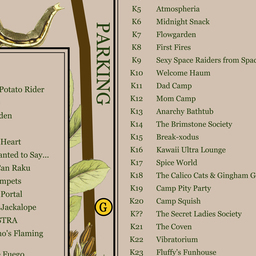 Potato Rider
den
Heart
anted to Say...
an Raku
mpets
Portal
Jackalope
STRA
no's Flaming
Fuego
PARKING
G
K5 Atmospheria
K6 Midnight Snack
K7 Flowgarden
K8 First Fires
K9 Sexy Space Raiders from Spac
K10 Welcome Haum
K11 Dad Camp
K12 Mom Camp
K13 Anarchy Bathtub
K14 The Brimstone Society
K15 Break-xodus
K16 Kawaii Ultra Lounge
K17 Spice World
K18 The Calico Cats & Gingham G
K19 Camp Pity Party
K20 Camp Squish
K?? The Secret Ladies Society
K21 The Coven
K22 Vibratorium
K23 Fluffy's Funhouse